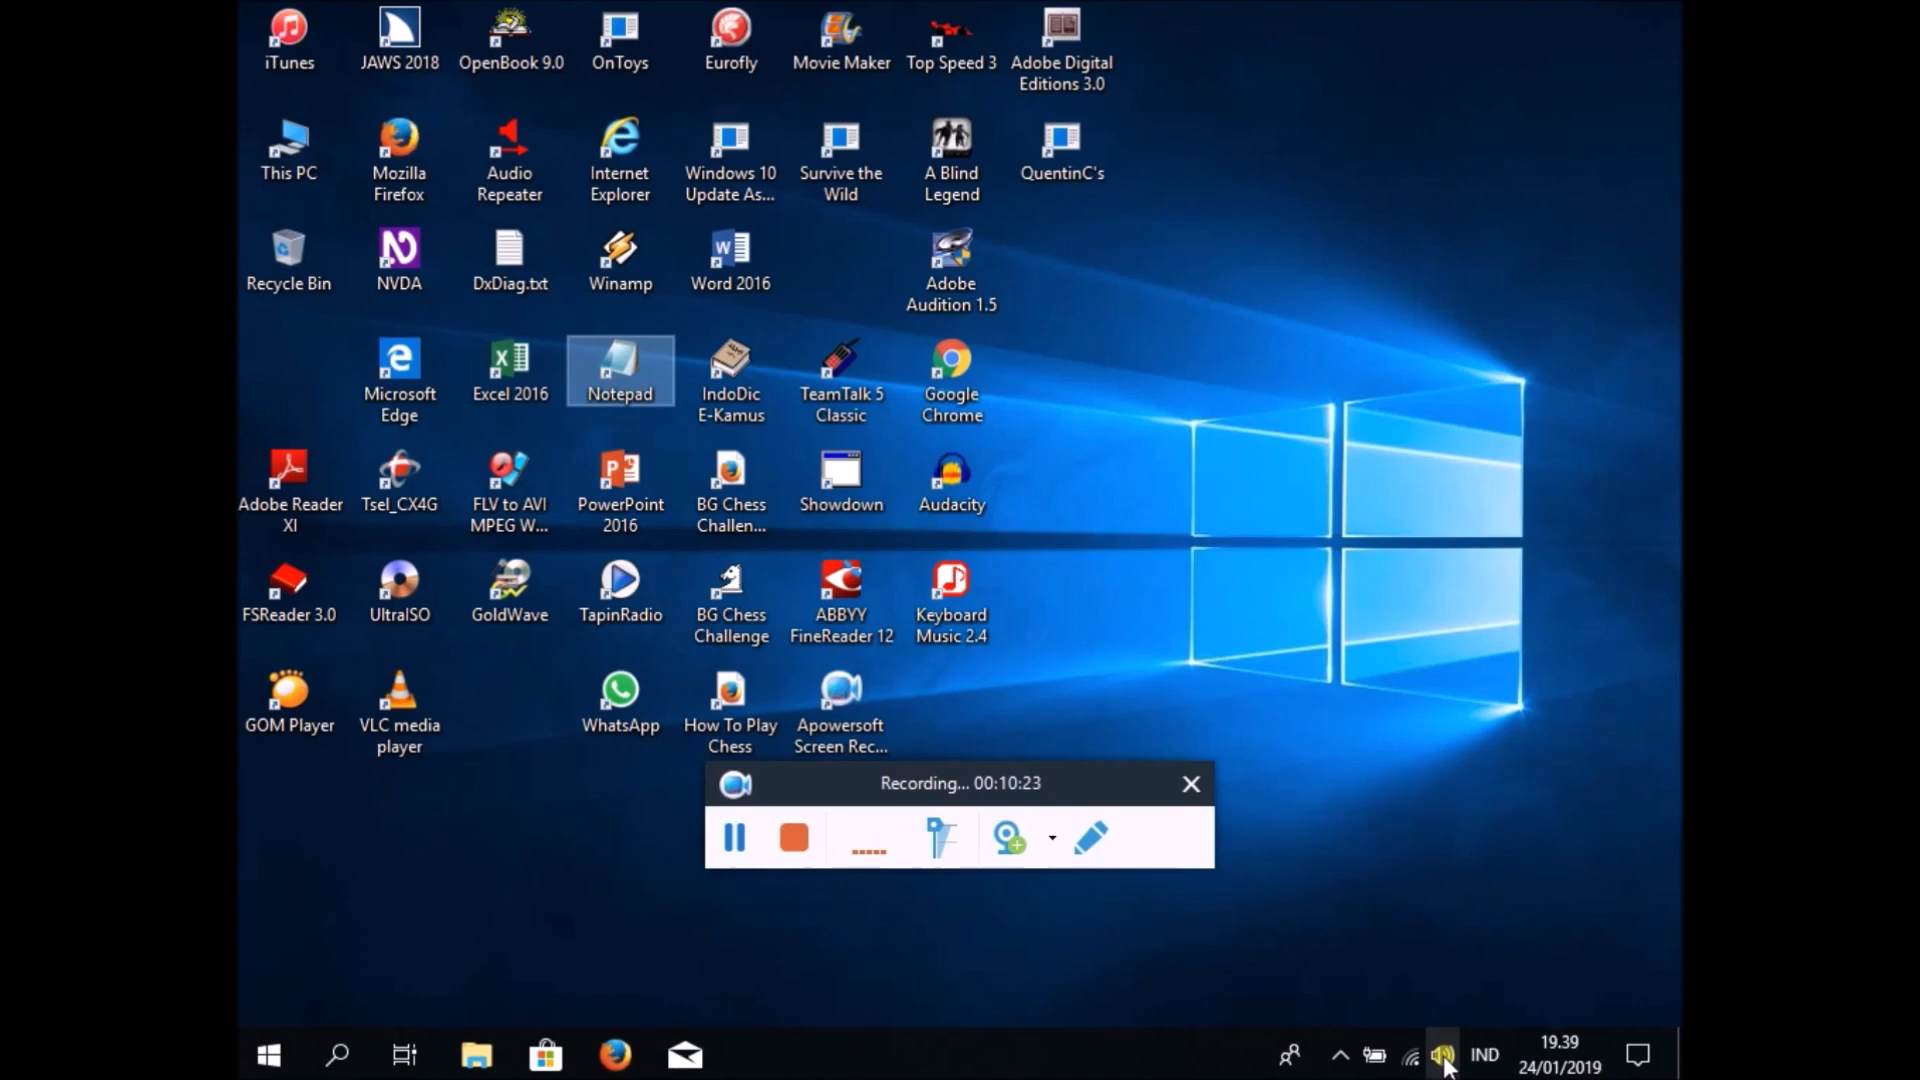 iTunes
JAWS 2018
OpenBook 9.0
OnToys
Eurofly
Movie Maker
Top Speed 3
Adobe Digital
Editions 3.0
This PC
Mozilla
Firefox
Audio
Repeater
Internet
Explorer
Windows 10
Update As...
Survive the
Wild
A Blind
Legend
QuentinC's
Recycle Bin
NVDA
DxDiag.txt
Winamp
Word 2016
Adobe
Audition 1.5
Microsoft
Edge
Excel 2016
Notepad
IndoDic
E-Kamus
TeamTalk 5
Classic
Google
Chrome
Adobe Reader
XI
Tsel_CX4G
FLV to AVI
MPEG W...
PowerPoint
2016
BG Chess
Challen...
Showdown
Audacity
FSReader 3.0
UltraISO
GoldWave
TapinRadio
BG Chess
Challenge
ABBYY
FineReader 12
Keyboard
Music 2.4
GOM Player
VLC media
player
WhatsApp
How To Play
Chess
Apowersoft
Screen Rec...
Recording... 00:10:23
IND
19.39
24/01/2019